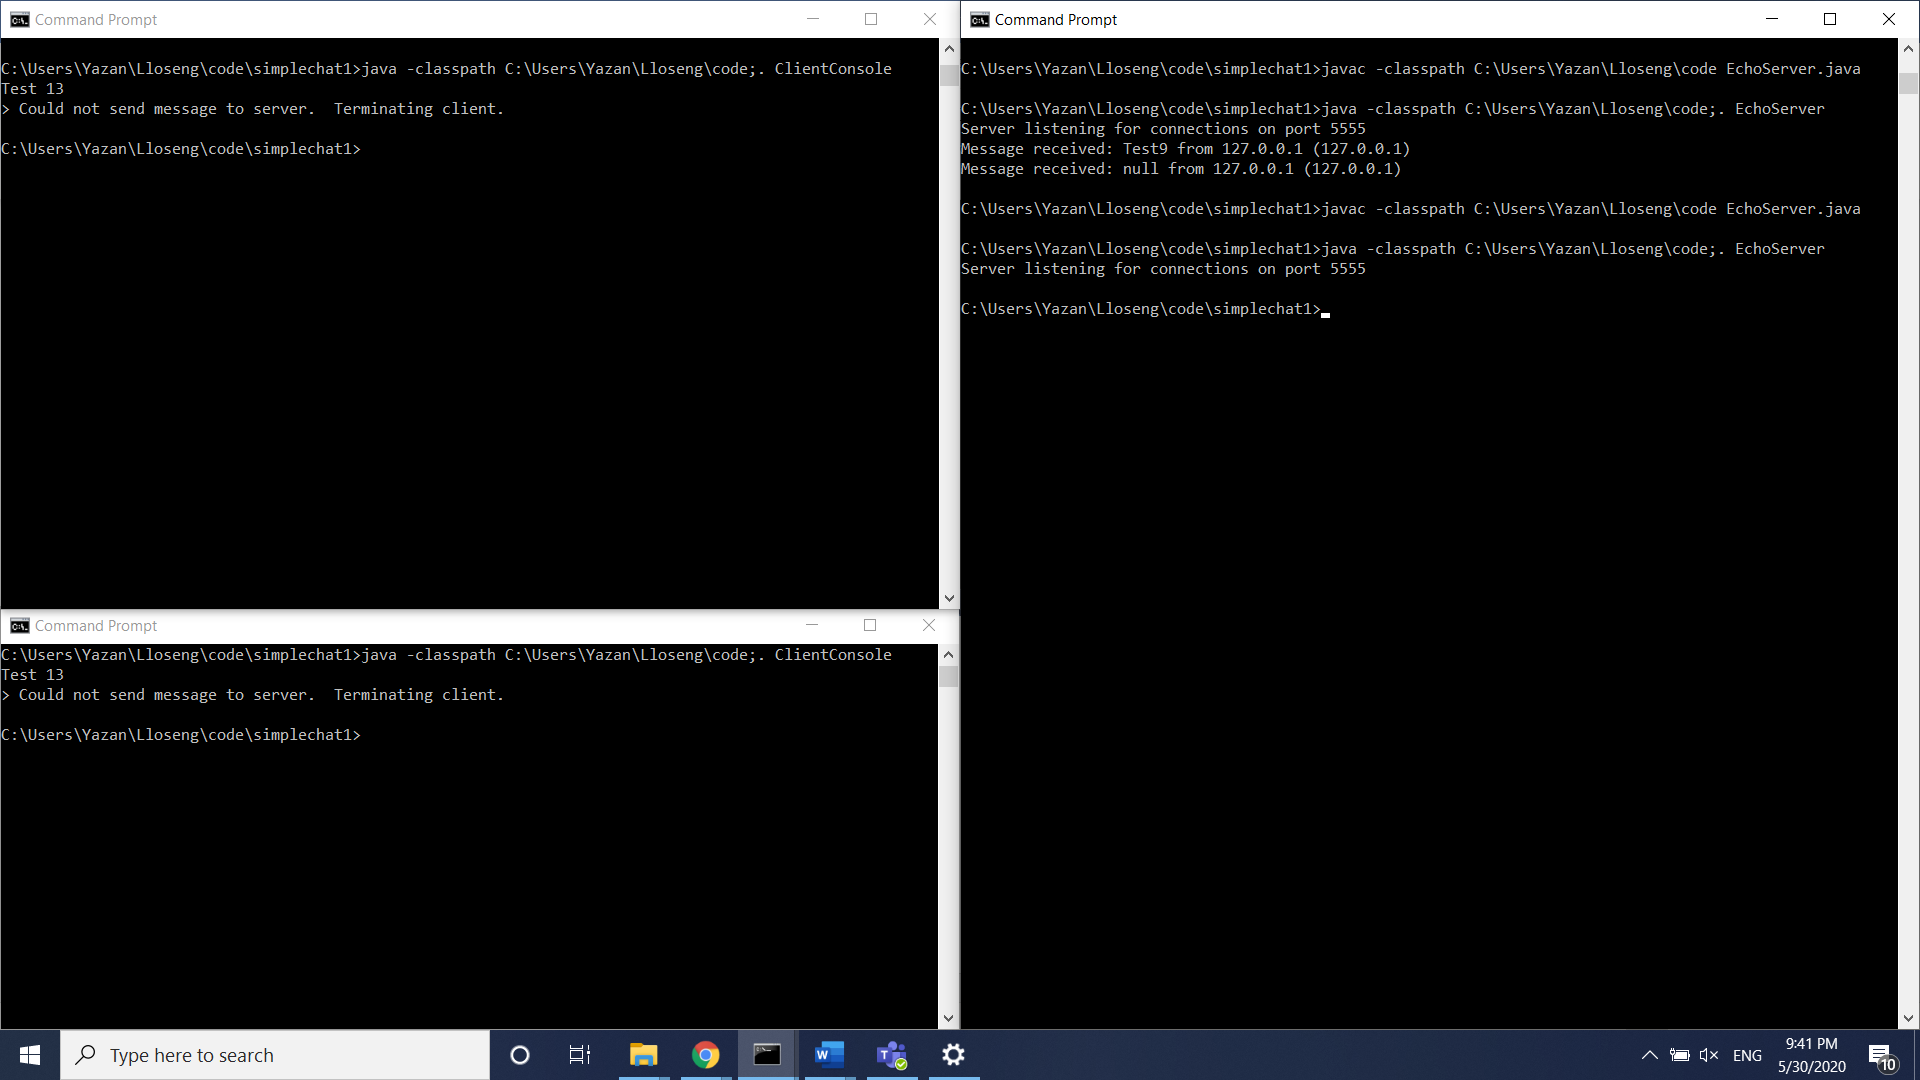 Command Prompt
C:\Users\Yazan\Lloseng\code\simplechat1>java -classpath C:\Users\Yazan\Lloseng\code;. ClientConsole
Test 13
> Could not send message to server.  Terminating client.
C:\Users\Yazan\Lloseng\code\simplechat1>
Command Prompt
C:\Users\Yazan\Lloseng\code\simplechat1>java -classpath C:\Users\Yazan\Lloseng\code;. ClientConsole
Test 13
> Could not send message to server.  Terminating client.
C:\Users\Yazan\Lloseng\code\simplechat1>
Command Prompt
C:\Users\Yazan\Lloseng\code\simplechat1>javac -classpath C:\Users\Yazan\Lloseng\code EchoServer.java
C:\Users\Yazan\Lloseng\code\simplechat1>java -classpath C:\Users\Yazan\Lloseng\code;. EchoServer
Server listening for connections on port 5555
Message received: Test9 from 127.0.0.1 (127.0.0.1)
Message received: null from 127.0.0.1 (127.0.0.1)
C:\Users\Yazan\Lloseng\code\simplechat1>javac -classpath C:\Users\Yazan\Lloseng\code EchoServer.java
C:\Users\Yazan\Lloseng\code\simplechat1>java -classpath C:\Users\Yazan\Lloseng\code;. EchoServer
Server listening for connections on port 5555
C:\Users\Yazan\Lloseng\code\simplechat1>
Type here to search
ENG
9:41 PM
5/30/2020
10